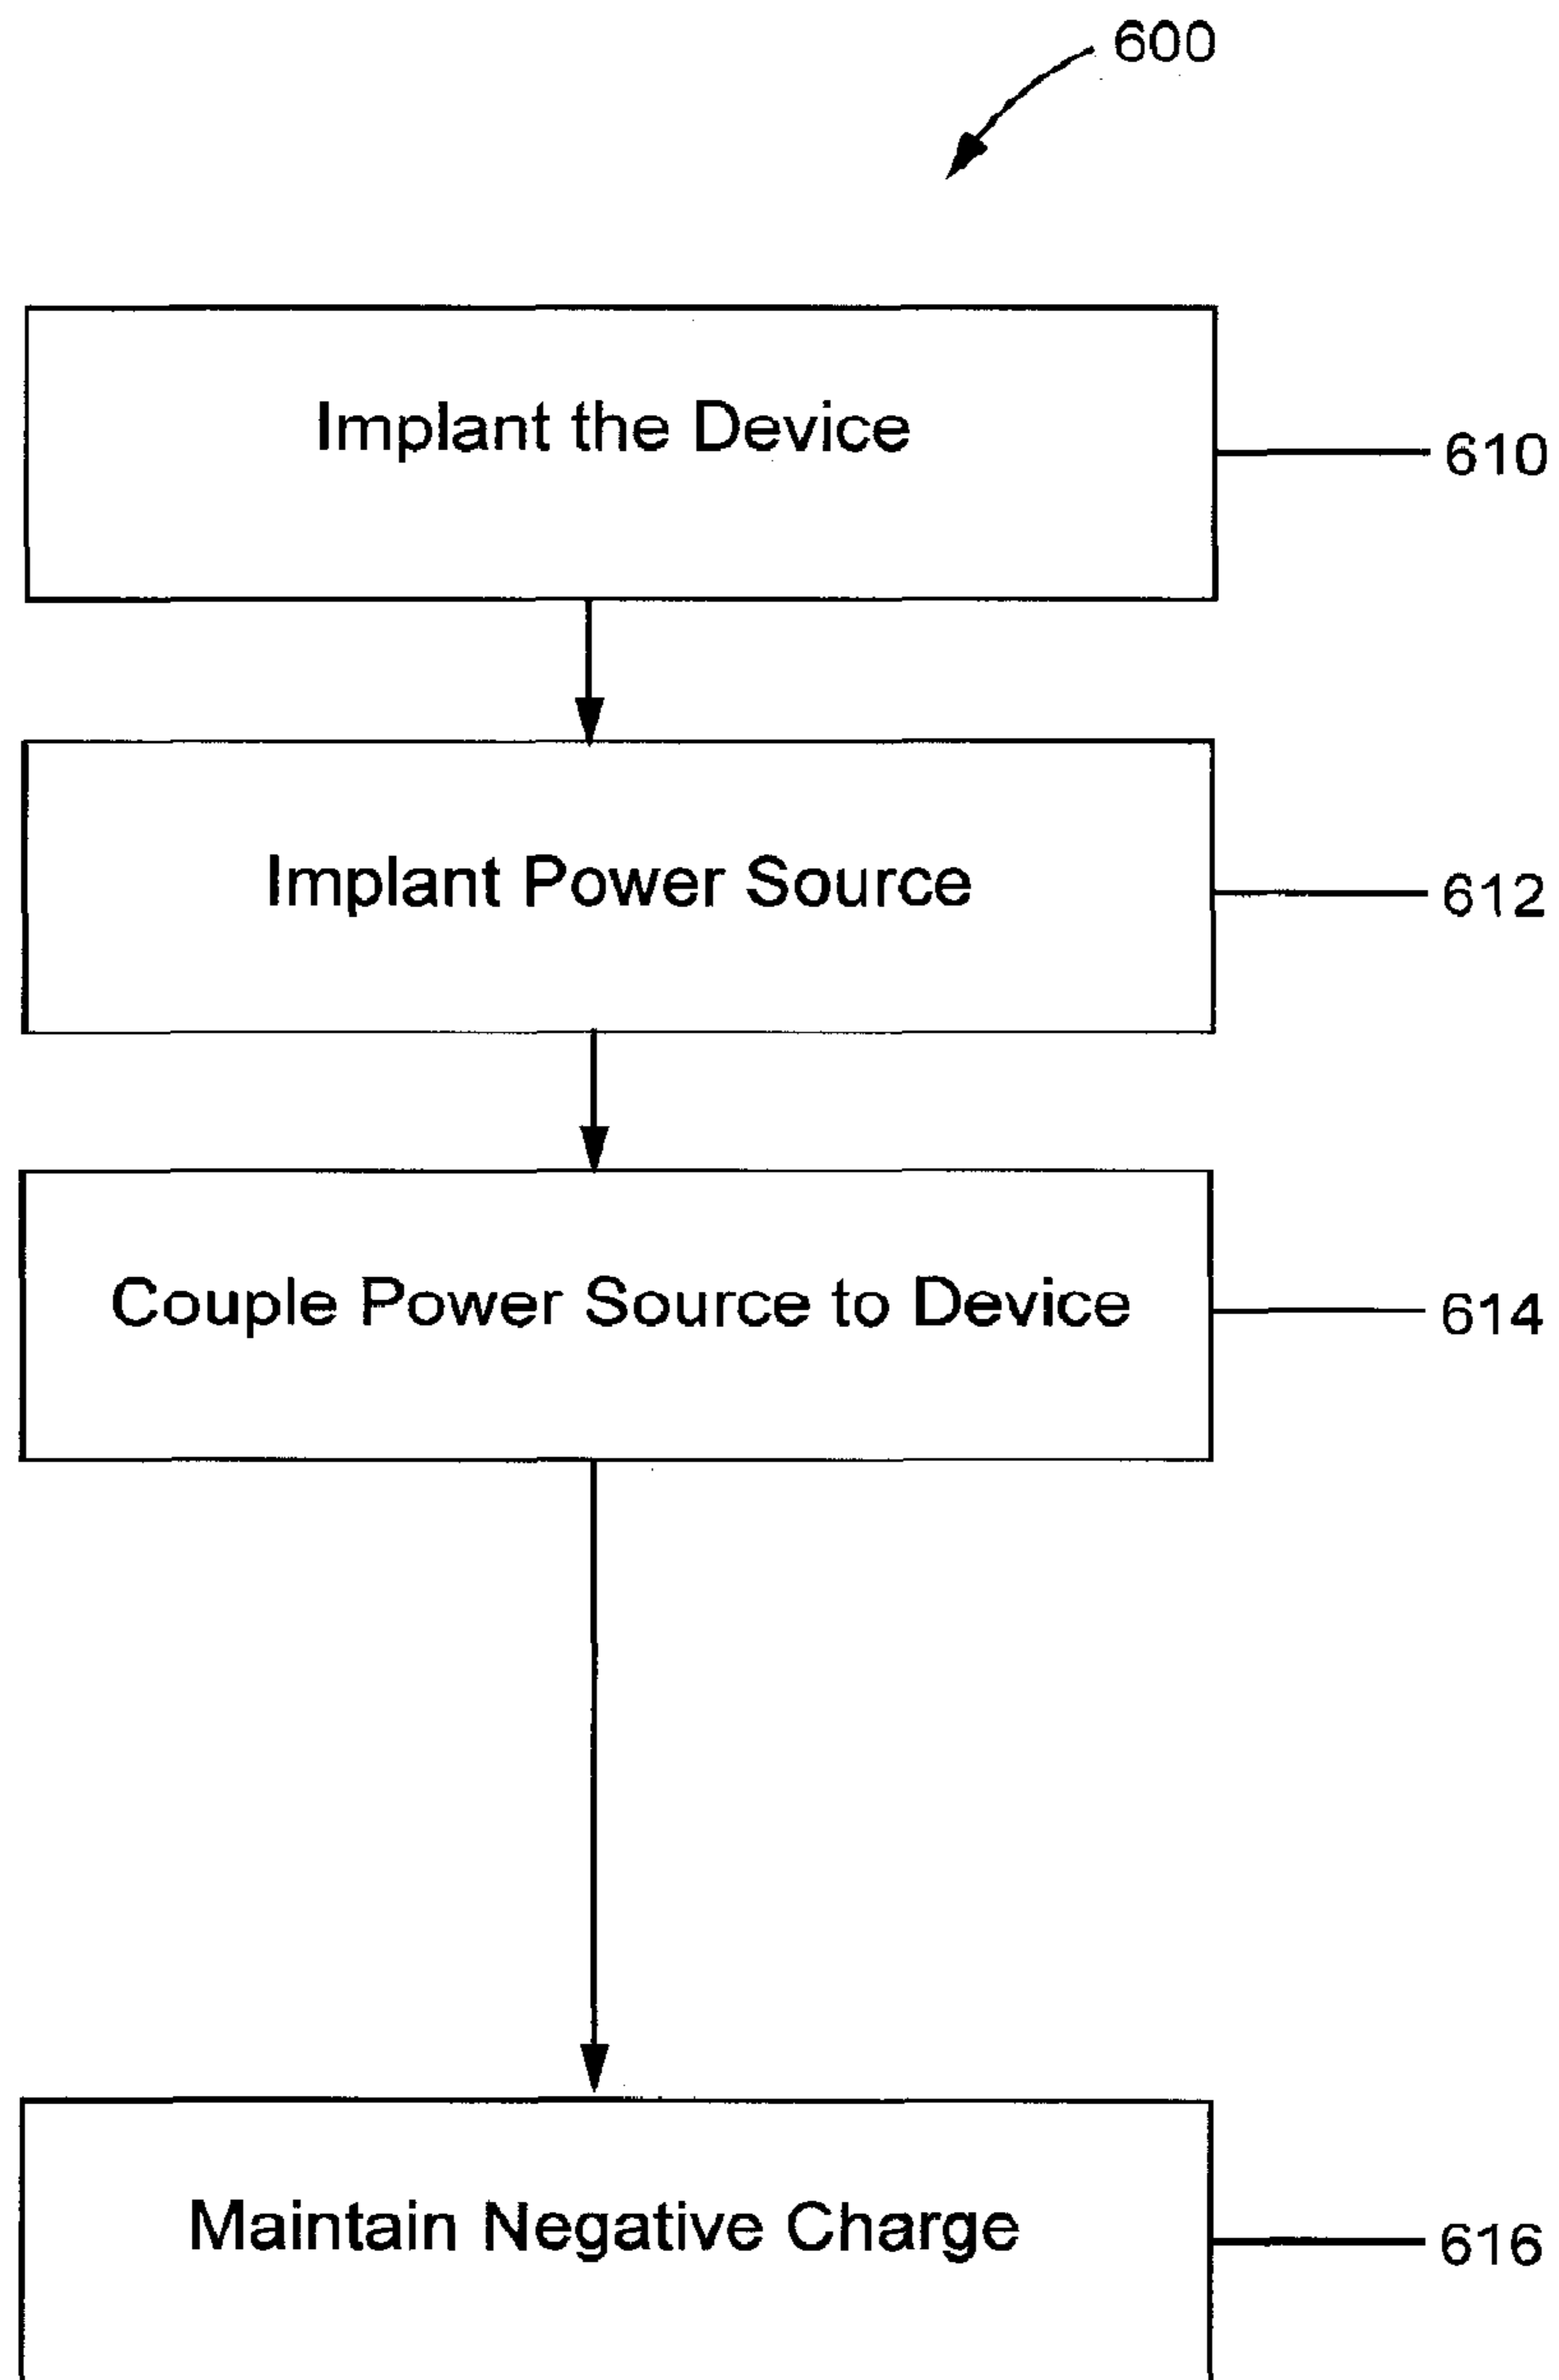 600
Implant the Device
610
Implant Power Source
612
Couple Power Source to Device
614
Maintain Negative Charge
616